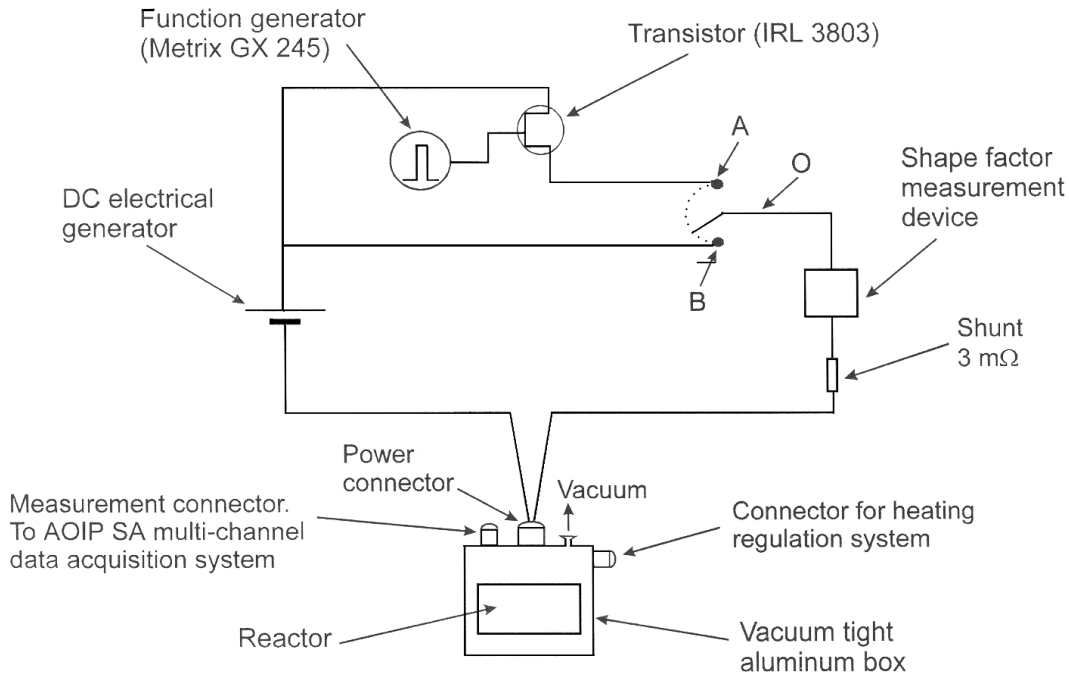 Function generator
(Metrix GX 245)
Transistor (IRL 3803)
A
O
Shape factor
measurement
device
DC electrical
generator
B
Shunt
3 mΩ
Power
connector
Vacuum
Measurement connector.
To AOIP SA multi-channel
data acquisition system
Connector for heating
regulation system
Reactor
Vacuum tight
aluminum box